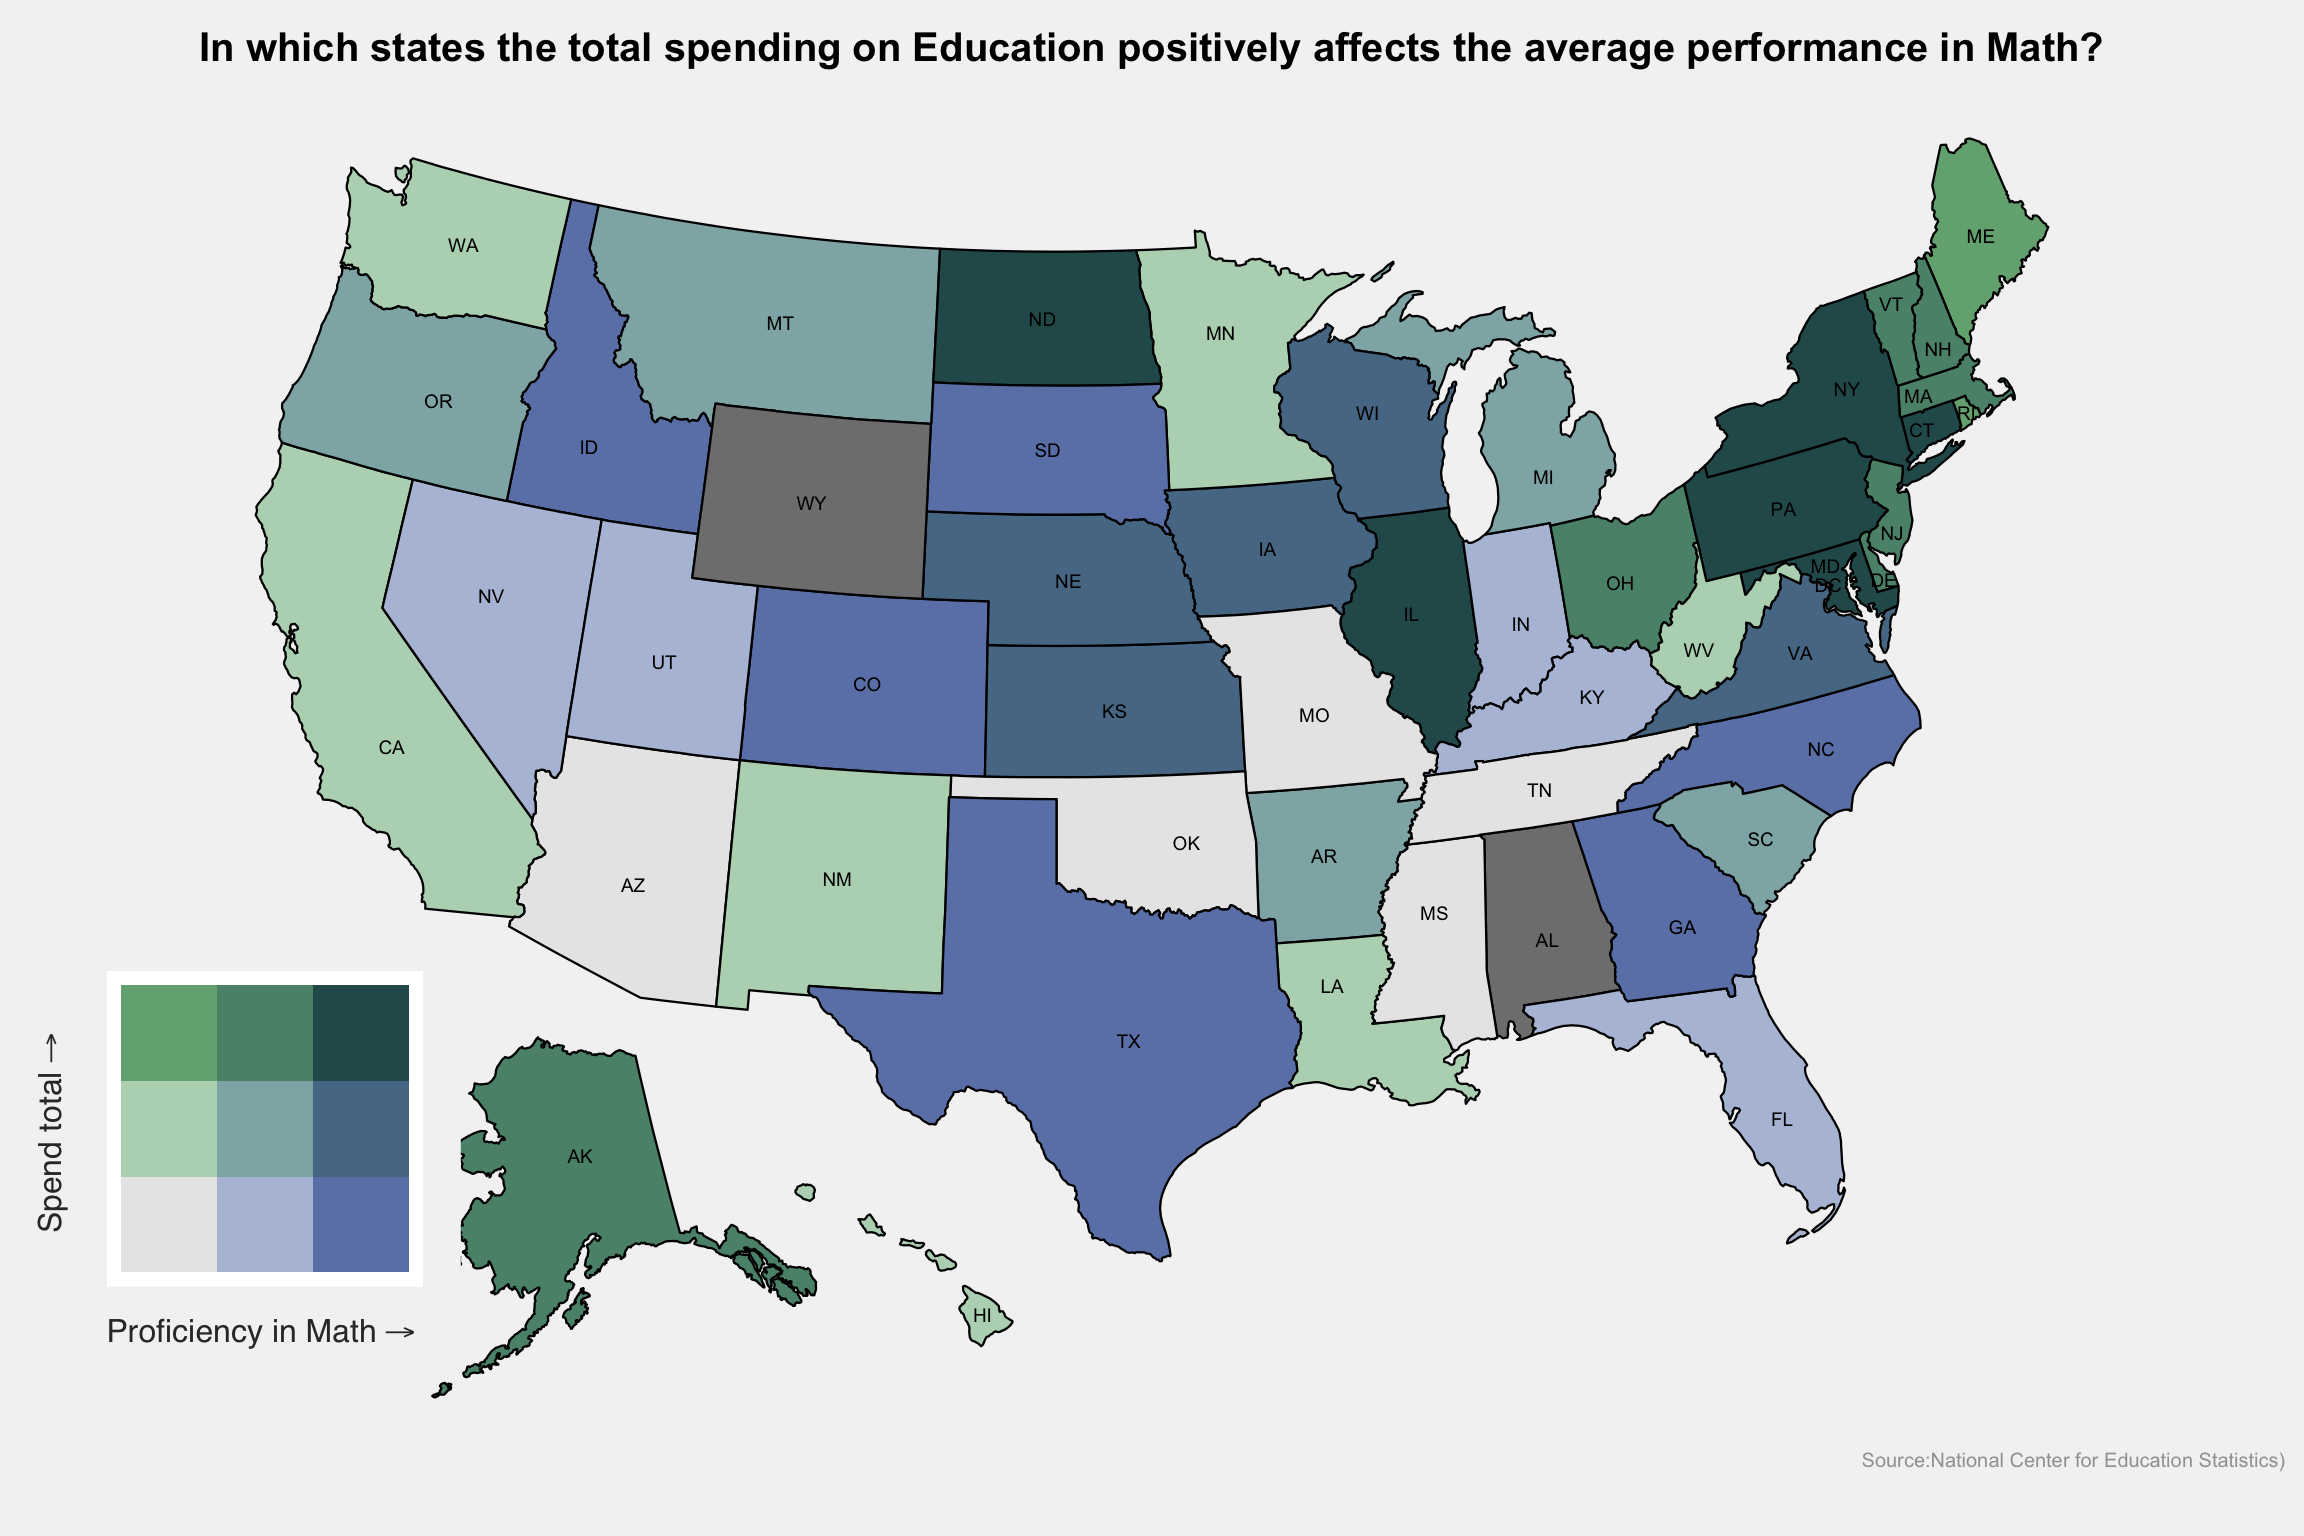 In which states the total spending on Education positively affects the average performance in Math?
WA
MT
ND
MN
ME
VT
NH
OR
ID
SD
WI
NY
MA
RI
CT
WY
MI
PA
NJ
NV
NE
IA
IL
IN
OH
MD
DC
DE
UT
CO
KS
MO
KY
WV
VA
CA
AZ
NM
OK
AR
TN
NC
SC
MS
AL
GA
LA
TX
FL
AK
HI
Spend total →
Proficiency in Math →
Source:National Center for Education Statistics)